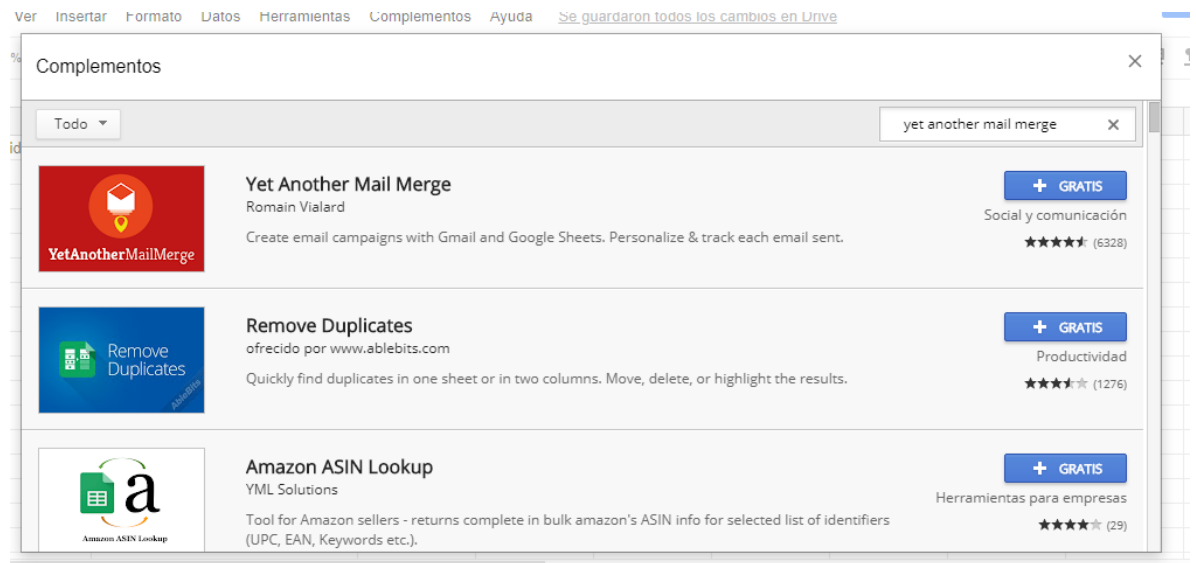 Ver Insertar Formato Datos Herramientas Complementos Ayuda Se guardaron todos los cambios en Drive
%
Complementos ×
Todo yet another mail merge ×
id
Yet Another Mail Merge
Romain Vialard
Create email campaigns with Gmail and Google Sheets. Personalize & track each email sent.
YetAnotherMailMerge
+ GRATIS
Social y comunicación
(6328)
Remove Duplicates
ofrecido por www.ablebits.com
Quickly find duplicates in one sheet or in two columns. Move, delete, or highlight the results.
Remove
Duplicates
AbleBits
+ GRATIS
Productividad
(1276)
Amazon ASIN Lookup
YML Solutions
Tool for Amazon sellers - returns complete in bulk amazon's ASIN info for selected list of identifiers
(UPC, EAN, Keywords etc.).
a
Amazon ASIN Lookup
+ GRATIS
Herramientas para empresas
(29)